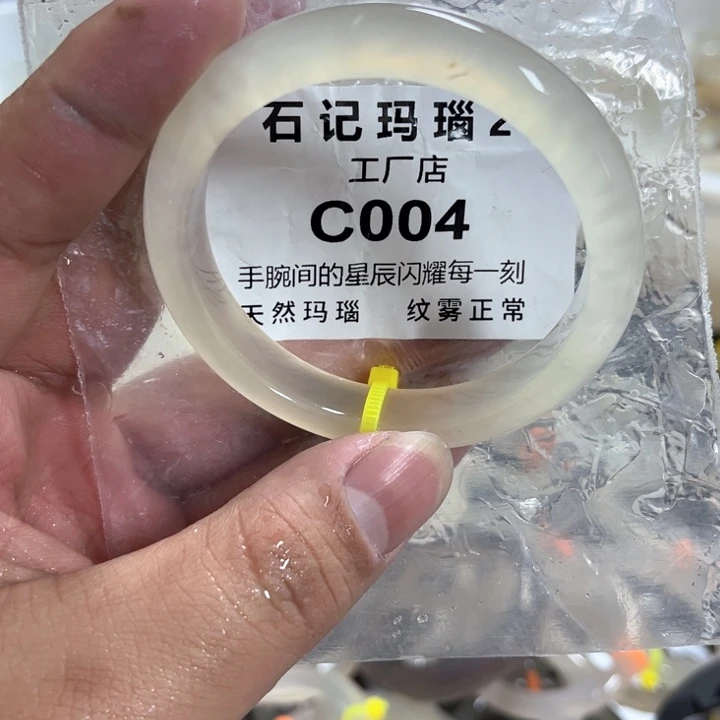 石记玛瑙2
工厂店
C004
手腕间的星辰闪耀每一刻
天然玛瑙 纹雾正常